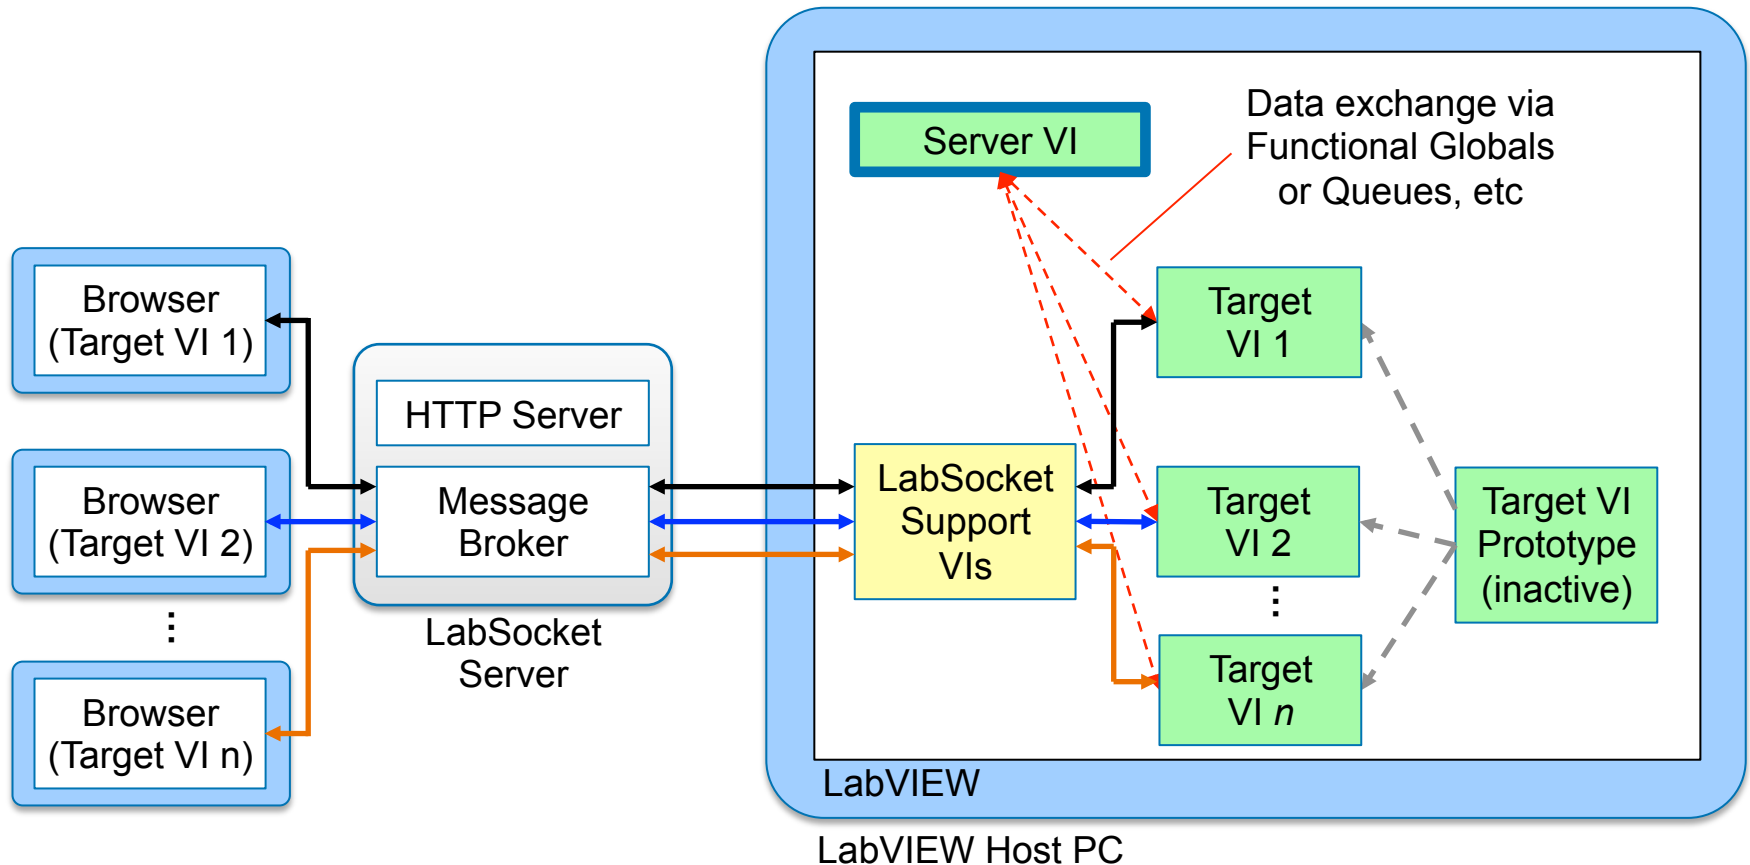 Server VI
Data exchange via
Functional Globals
or Queues, etc
Browser
(Target VI 1)
Target
VI 1
HTTP Server
Browser
(Target VI 2)
Message
Broker
LabSocket
Support
VIs
Target
VI 2
Target VI
Prototype
(inactive)
...
...
LabSocket
Server
Browser
(Target VI n)
Target
VI n
LabVIEW
LabVIEW Host PC